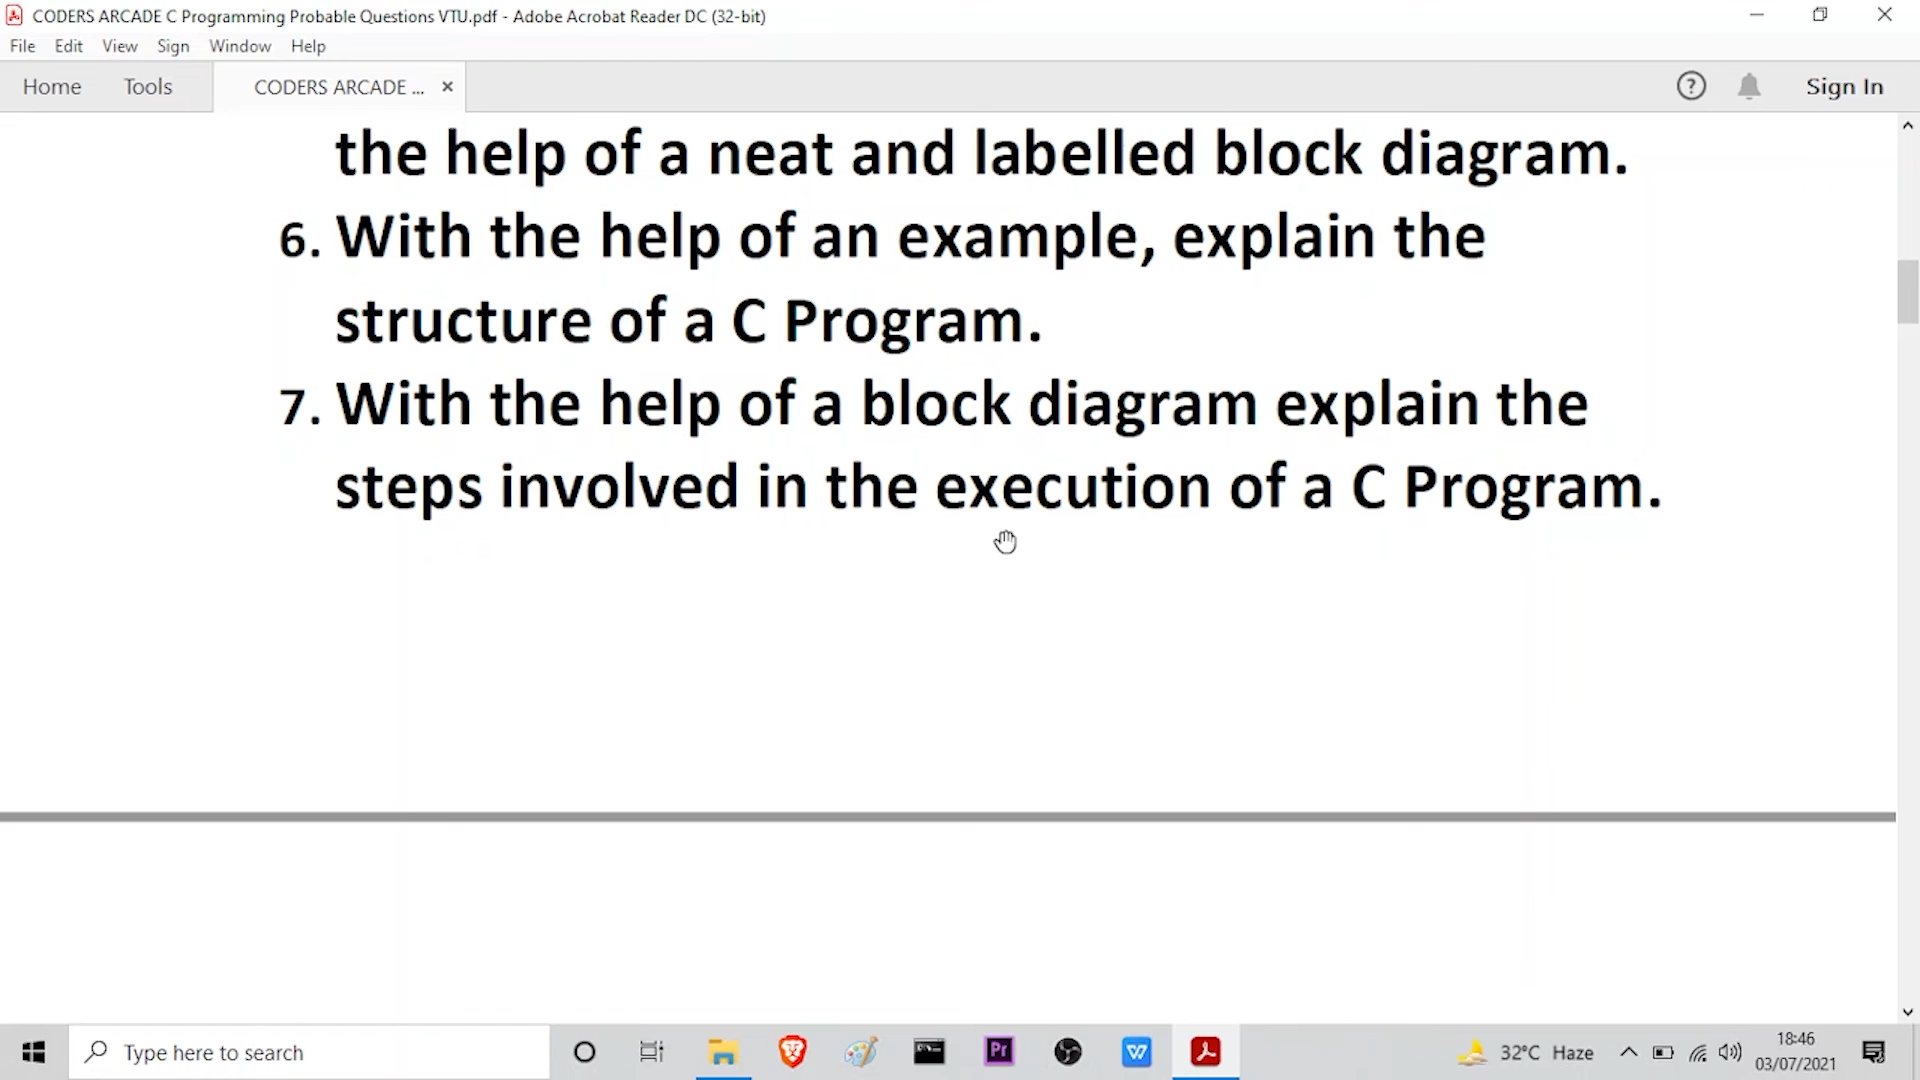 CODERS ARCADE C Programming Probable Questions VTU.pdf - Adobe Acrobat Reader DC (32-bit)
File Edit View Sign Window Help
Home Tools CODERS ARCADE ... × Sign In
the help of a neat and labelled block diagram.
6. With the help of an example, explain the
structure of a C Program.
7. With the help of a block diagram explain the
steps involved in the execution of a C Program.
Type here to search
Pr
32°C Haze
18:46
03/07/2021